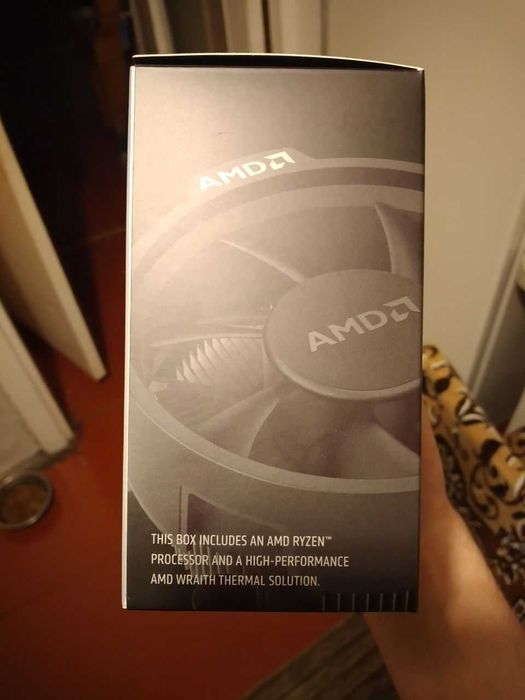 AMD
AMD
THIS BOX INCLUDES AN AMD RYZEN™
PROCESSOR AND A HIGH-PERFORMANCE
AMD WRAITH THERMAL SOLUTION.